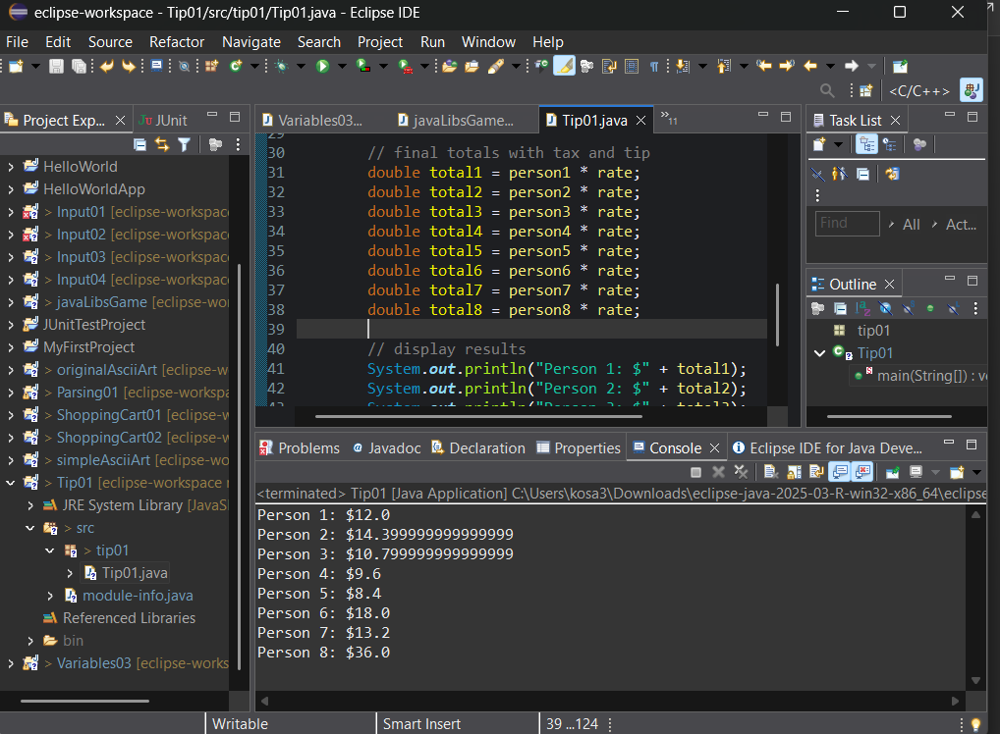 eclipse-workspace - Tip01/src/tip01/Tip01.java - Eclipse IDE
File Edit Source Refactor Navigate Search Project Run Window Help
<C/C++>
Project Exp...
JUnit
HelloWorld
HelloWorldApp
> Input01 [eclipse-workspace
> Input02 [eclipse-workspace
> Input03 [eclipse-workspace
> Input04 [eclipse-workspace
> javaLibsGame [eclipse-wo
JUnitTestProject
MyFirstProject
> originalAsciiArt [eclipse-w
> Parsing01 [eclipse-worksp
> ShoppingCart01 [eclipse-w
> ShoppingCart02 [eclipse-w
> simpleAsciiArt [eclipse-wo
> Tip01 [eclipse-workspace
JRE System Library [JavaS
> src
> tip01
Tip01.java
module-info.java
Referenced Libraries
bin
> Variables03 [eclipse-works
Variables03...
javaLibsGame...
Tip01.java
»11
29
30 // final totals with tax and tip
31 double total1 = person1 * rate;
32 double total2 = person2 * rate;
33 double total3 = person3 * rate;
34 double total4 = person4 * rate;
35 double total5 = person5 * rate;
36 double total6 = person6 * rate;
37 double total7 = person7 * rate;
38 double total8 = person8 * rate;
39
40 // display results
41 System.out.println("Person 1: $" + total1);
42 System.out.println("Person 2: $" + total2);
43 System.out.println("Person 3: $" + total3);
Task List
Find
All
Act...
Outline
tip01
Tip01
main(String[]) : v
Problems
Javadoc
Declaration
Properties
Console
Eclipse IDE for Java Deve...
<terminated> Tip01 [Java Application] C:\Users\kosa3\Downloads\eclipse-java-2025-03-R-win32-x86_64\eclipse
Person 1: $12.0
Person 2: $14.399999999999999
Person 3: $10.799999999999999
Person 4: $9.6
Person 5: $8.4
Person 6: $18.0
Person 7: $13.2
Person 8: $36.0
Writable
Smart Insert
39 ...124